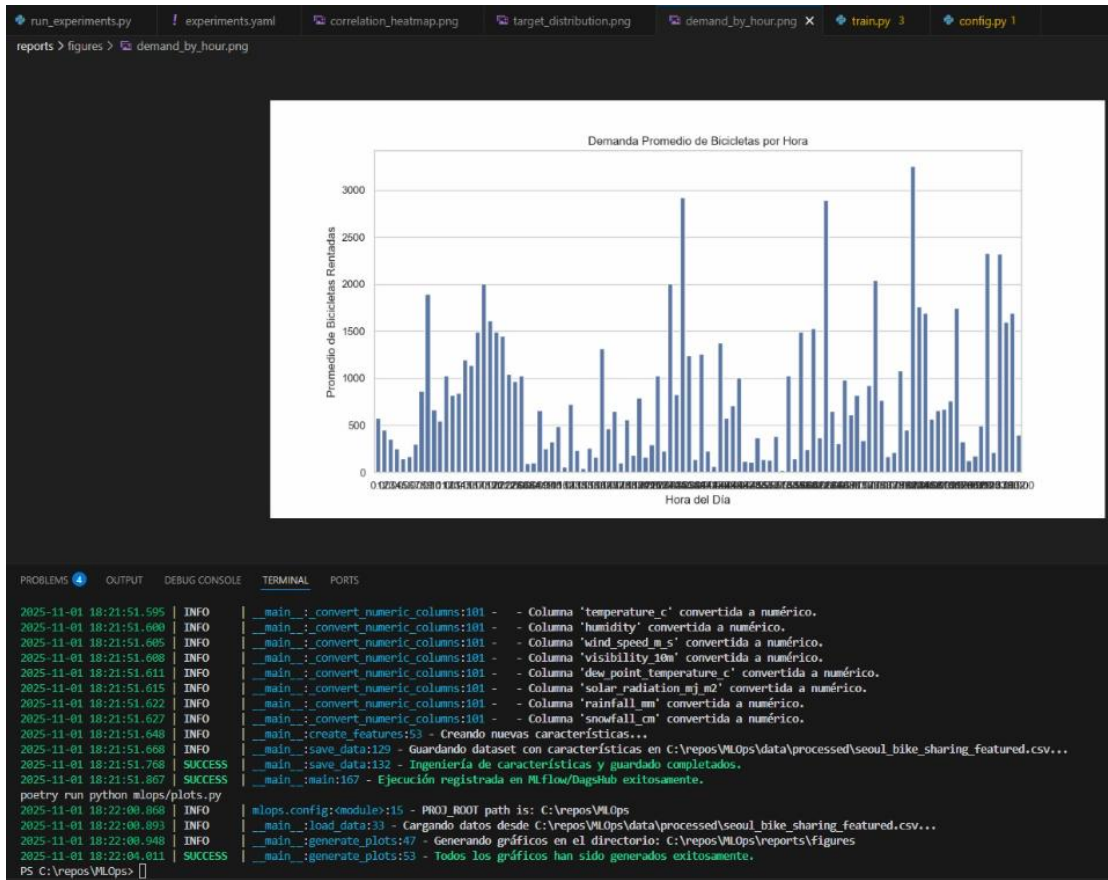 run_experiments.py ! experiments.yaml correlation_heatmap.png target_distribution.png demand_by_hour.png × train.py 3 config.py 1
reports > figures > demand_by_hour.png
Demanda Promedio de Bicicletas por Hora
3000
2500
2000
1500
1000
500
0
Promedio de Bicicletas Rentadas
Hora del Día
PROBLEMS 4 OUTPUT DEBUG CONSOLE TERMINAL PORTS
2025-11-01 18:21:51.595 | INFO | __main__:_convert_numeric_columns:101 - - Columna 'temperature_c' convertida a numérico.
2025-11-01 18:21:51.600 | INFO | __main__:_convert_numeric_columns:101 - - Columna 'humidity' convertida a numérico.
2025-11-01 18:21:51.605 | INFO | __main__:_convert_numeric_columns:101 - - Columna 'wind_speed_m_s' convertida a numérico.
2025-11-01 18:21:51.608 | INFO | __main__:_convert_numeric_columns:101 - - Columna 'visibility_10m' convertida a numérico.
2025-11-01 18:21:51.611 | INFO | __main__:_convert_numeric_columns:101 - - Columna 'dew_point_temperature_c' convertida a numérico.
2025-11-01 18:21:51.615 | INFO | __main__:_convert_numeric_columns:101 - - Columna 'solar_radiation_mj_m2' convertida a numérico.
2025-11-01 18:21:51.622 | INFO | __main__:_convert_numeric_columns:101 - - Columna 'rainfall_mm' convertida a numérico.
2025-11-01 18:21:51.627 | INFO | __main__:_convert_numeric_columns:101 - - Columna 'snowfall_cm' convertida a numérico.
2025-11-01 18:21:51.648 | INFO | __main__:create_features:53 - Creando nuevas características...
2025-11-01 18:21:51.668 | INFO | __main__:save_data:129 - Guardando dataset con características en C:\repos\MLOps\data\processed\seoul_bike_sharing_featured.csv...
2025-11-01 18:21:51.768 | SUCCESS | __main__:save_data:132 - Ingeniería de características y guardado completados.
2025-11-01 18:21:51.867 | SUCCESS | __main__:main:167 - Ejecución registrada en MLflow/DagsHub exitosamente.
poetry run python mlops/plots.py
2025-11-01 18:22:00.868 | INFO | mlops.config:<module>:15 - PROJ_ROOT path is: C:\repos\MLOps
2025-11-01 18:22:00.893 | INFO | __main__:load_data:33 - Cargando datos desde C:\repos\MLOps\data\processed\seoul_bike_sharing_featured.csv...
2025-11-01 18:22:00.948 | INFO | __main__:generate_plots:47 - Generando gráficos en el directorio: C:\repos\MLOps\reports\figures
2025-11-01 18:22:04.011 | SUCCESS | __main__:generate_plots:53 - Todos los gráficos han sido generados exitosamente.
PS C:\repos\MLOps>